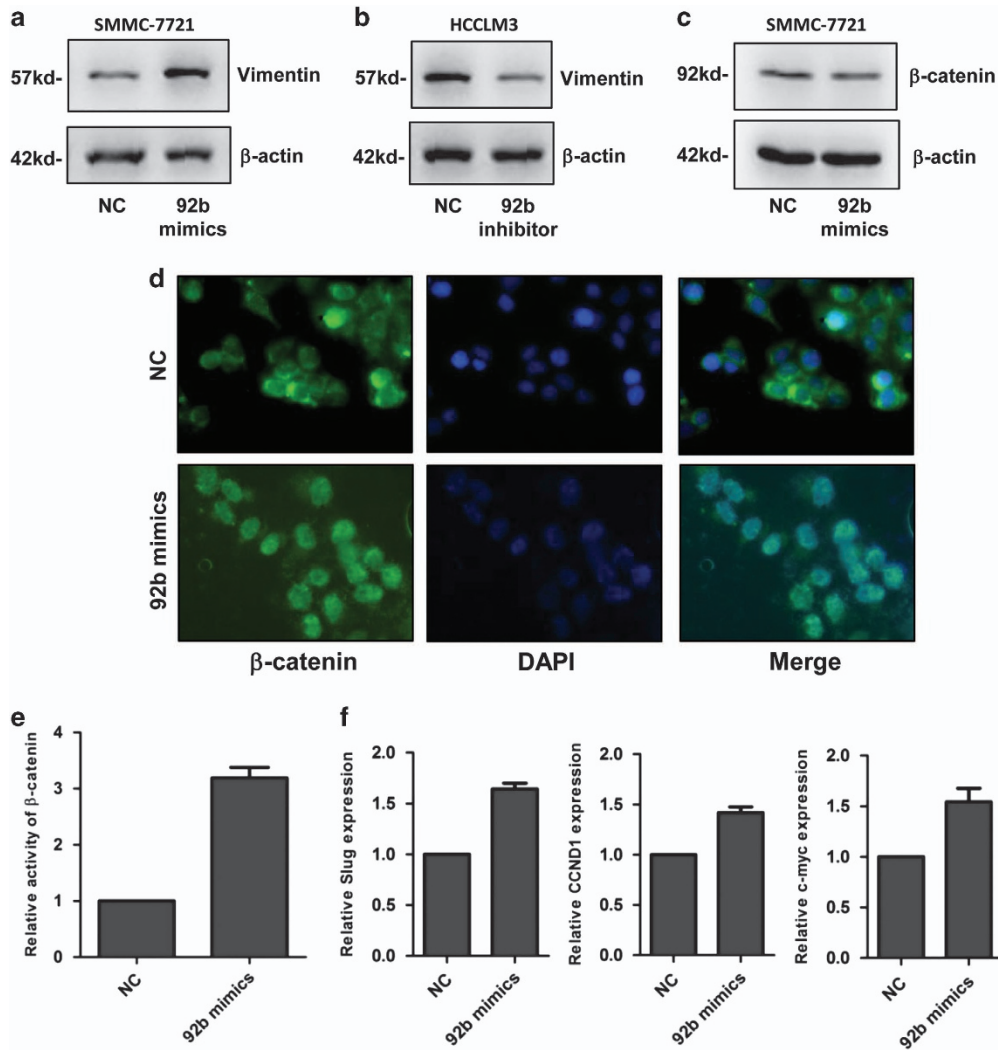 a
SMMC-7721
57kd-
Vimentin
42kd-
β-actin
NC
92b
mimics
b
HCCLM3
57kd-
Vimentin
42kd-
β-actin
NC
92b
inhibitor
c
SMMC-7721
92kd-
β-catenin
42kd-
β-actin
NC
92b
mimics
d
NC
92b mimics
β-catenin
DAPI
Merge
e
Relative activity of β-catenin
4
3
2
1
0
NC
92b mimics
f
Relative Slug expression
2.0
1.5
1.0
0.5
0.0
NC
92b mimics
Relative CCND1 expression
2.0
1.5
1.0
0.5
0.0
NC
92b mimics
Relative c-myc expression
2.0
1.5
1.0
0.5
0.0
NC
92b mimics